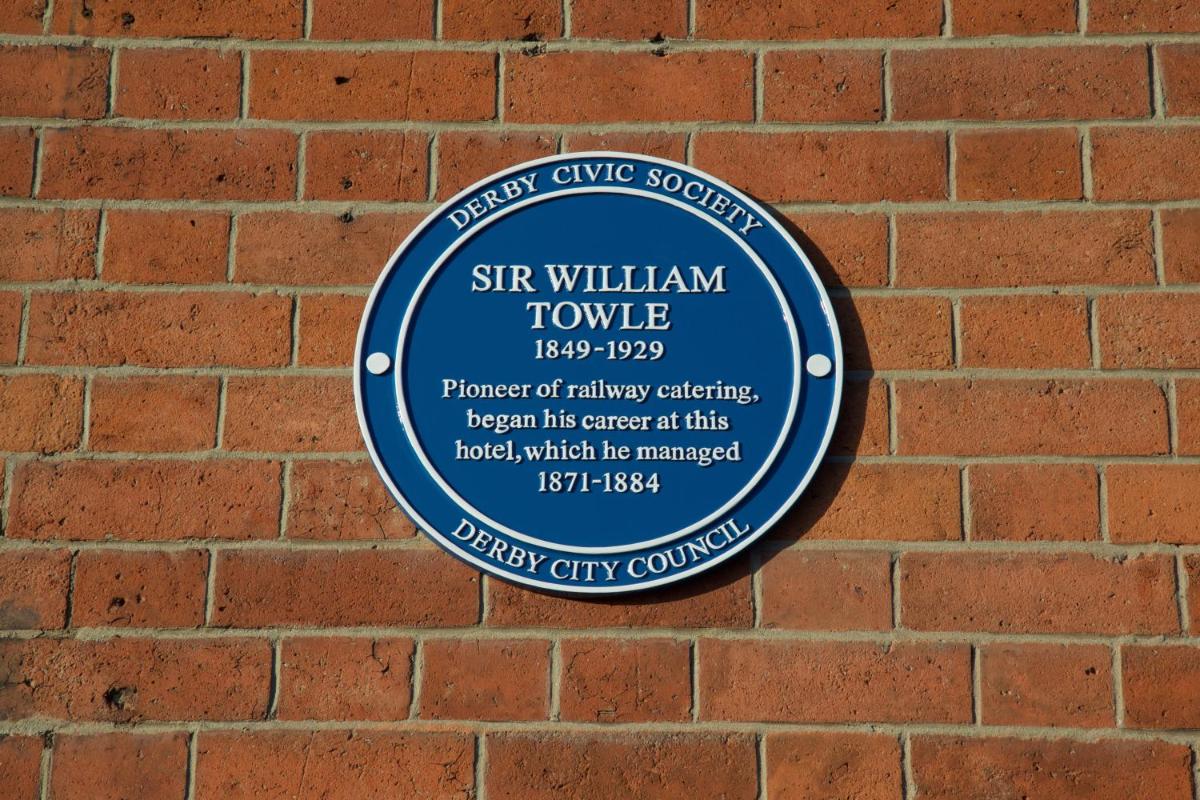 DERBY CIVIC SOCIETY
SIR WILLIAM
TOWLE
1849-1929
Pioneer of railway catering,
began his career at this
hotel, which he managed
1871-1884
DERBY CITY COUNCIL